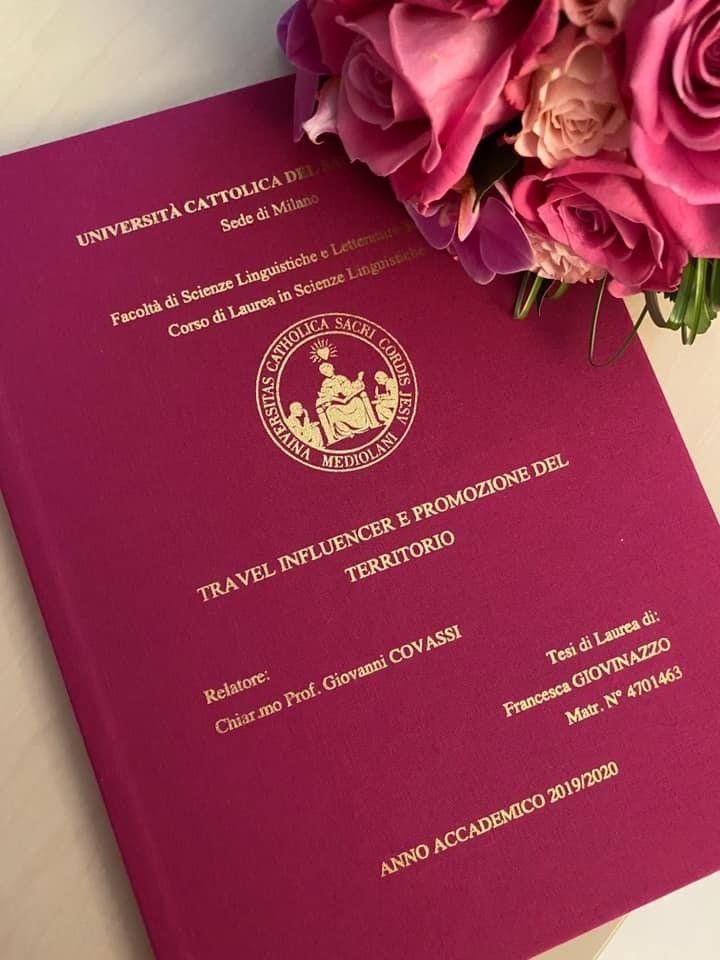 UNIVERSITÀ CATTOLICA DEL
Sede di Milano
Facoltà di Scienze Linguistiche e Letterature
Corso di Laurea in Scienze Linguistiche
UNIVERSITAS CATHOLICA SACRI CORDIS JESV MEDIOLANI
TRAVEL INFLUENCER E PROMOZIONE DEL
TERRITORIO
Relatore:
Chiar.mo Prof. Giovanni COVASSI
Tesi di Laurea di:
Francesca GIOVINAZZO
Matr. N° 4701463
ANNO ACCADEMICO 2019/2020